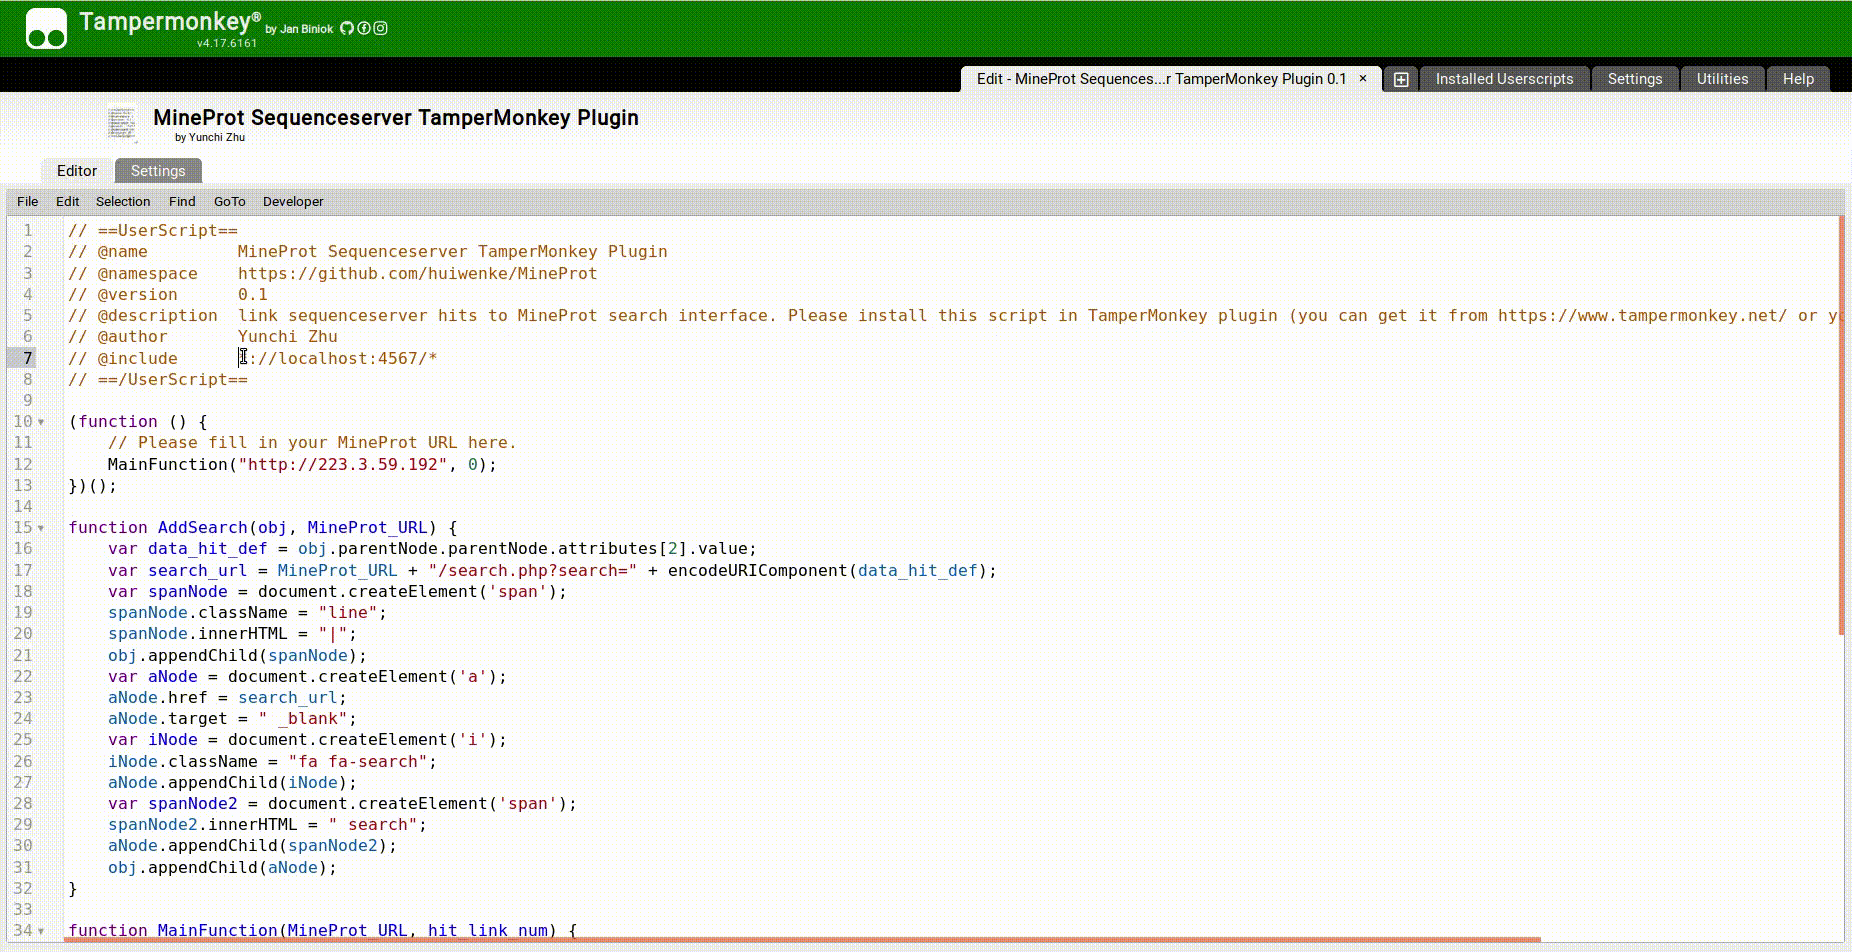 Tampermonkey® by Jan Biniok
v4.17.6161
Edit - MineProt Sequences...r TamperMonkey Plugin 0.1 × Installed Userscripts Settings Utilities Help
MineProt Sequenceserver TamperMonkey Plugin
by Yunchi Zhu
Editor Settings
File Edit Selection Find GoTo Developer
1 // ==UserScript==
2 // @name MineProt Sequenceserver TamperMonkey Plugin
3 // @namespace https://github.com/huiwenke/MineProt
4 // @version 0.1
5 // @description link sequenceserver hits to MineProt search interface. Please install this script in TamperMonkey plugin (you can get it from https://www.tampermonkey.net/ or
6 // @author Yunchi Zhu
7 // @include ://localhost:4567/*
8 // ==/UserScript==
9
10 (function () {
11 // Please fill in your MineProt URL here.
12 MainFunction("http://223.3.59.192", 0);
13 })();
14
15 function AddSearch(obj, MineProt_URL) {
16 var data_hit_def = obj.parentNode.parentNode.attributes[2].value;
17 var search_url = MineProt_URL + "/search.php?search=" + encodeURIComponent(data_hit_def);
18 var spanNode = document.createElement('span');
19 spanNode.className = "line";
20 spanNode.innerHTML = "|";
21 obj.appendChild(spanNode);
22 var aNode = document.createElement('a');
23 aNode.href = search_url;
24 aNode.target = " _blank";
25 var iNode = document.createElement('i');
26 iNode.className = "fa fa-search";
27 aNode.appendChild(iNode);
28 var spanNode2 = document.createElement('span');
29 spanNode2.innerHTML = " search";
30 aNode.appendChild(spanNode2);
31 obj.appendChild(aNode);
32 }
33
34 function MainFunction(MineProt_URL, hit_link_num) {